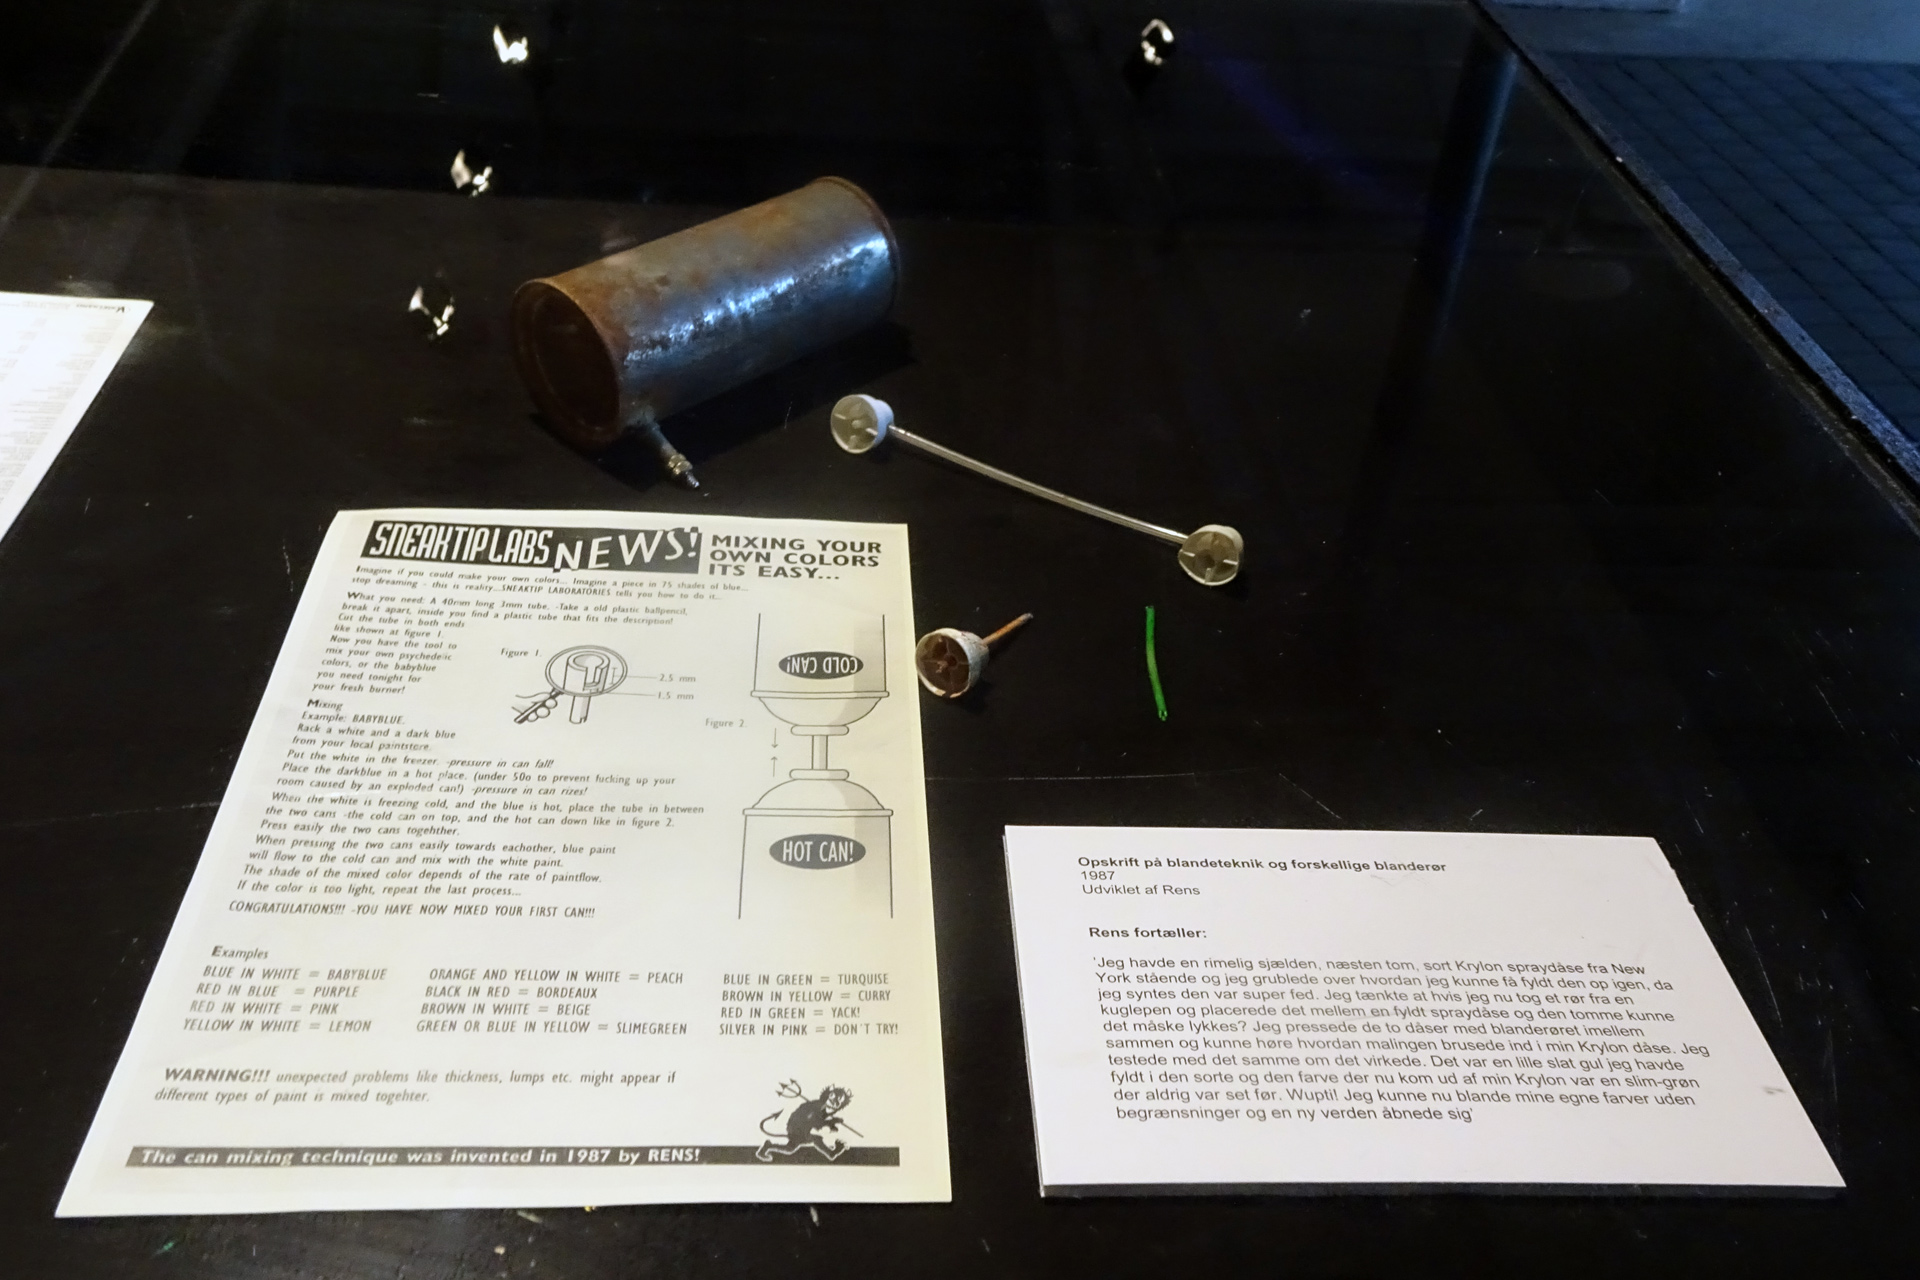 SNEAKTIPLABS NEWS!
MIXING YOUR
OWN COLORS
ITS EASY...
Imagine if you could make your own colors... Imagine a piece in 75 shades of blue...
stop dreaming - this is reality...SNEAKTIP LABORATORIES tells you how to do it...
What you need: A 40mm long 3mm tube. -Take a old plastic ballpencil,
break it apart, inside you find a plastic tube that fits the description!
Cut the tube in both ends
like shown at figure 1.
Now you have the tool to
mix your own psychedelic
colors, or the babyblue
you need tonight for
your fresh burner!
Figure 1.
2.5 mm
1.5 mm
COLD CAN!
Figure 2.
HOT CAN!
Mixing
Example: BABYBLUE.
Rack a white and a dark blue
from your local paintstore.
Put the white in the freezer. -pressure in can fall!
Place the darkblue in a hot place. (under 50o to prevent fucking up your
room caused by an exploded can!) -pressure in can rizes!
When the white is freezing cold, and the blue is hot, place the tube in between
the two cans -the cold can on top, and the hot can down like in figure 2.
Press easily the two cans togehther.
When pressing the two cans easily towards eachother, blue paint
will flow to the cold can and mix with the white paint.
The shade of the mixed color depends of the rate of paintflow.
If the color is too light, repeat the last process...
CONGRATULATIONS!!! -YOU HAVE NOW MIXED YOUR FIRST CAN!!!
Examples
BLUE IN WHITE = BABYBLUE
RED IN BLUE = PURPLE
RED IN WHITE = PINK
YELLOW IN WHITE = LEMON
ORANGE AND YELLOW IN WHITE = PEACH
BLACK IN RED = BORDEAUX
BROWN IN WHITE = BEIGE
GREEN OR BLUE IN YELLOW = SLIMEGREEN
BLUE IN GREEN = TURQUISE
BROWN IN YELLOW = CURRY
RED IN GREEN = YACK!
SILVER IN PINK = DON'T TRY!
WARNING!!! unexpected problems like thickness, lumps etc. might appear if
different types of paint is mixed togehter.
The can mixing technique was invented in 1987 by RENS!
Opskrift på blandeteknik og forskellige blanderør
1987
Udviklet af Rens
Rens fortæller:
'Jeg havde en rimelig sjælden, næsten tom, sort Krylon spraydåse fra New
York stående og jeg grublede over hvordan jeg kunne få fyldt den op igen, da
jeg syntes den var super fed. Jeg tænkte at hvis jeg nu tog et rør fra en
kuglepen og placerede det mellem en fyldt spraydåse og den tomme kunne
det måske lykkes? Jeg pressede de to dåser med blanderøret imellem
sammen og kunne høre hvordan malingen brusede ind i min Krylon dåse. Jeg
testede med det samme om det virkede. Det var en lille slat gul jeg havde
fyldt i den sorte og den farve der nu kom ud af min Krylon var en slim-grøn
der aldrig var set før. Wupti! Jeg kunne nu blande mine egne farver uden
begrænsninger og en ny verden åbnede sig'